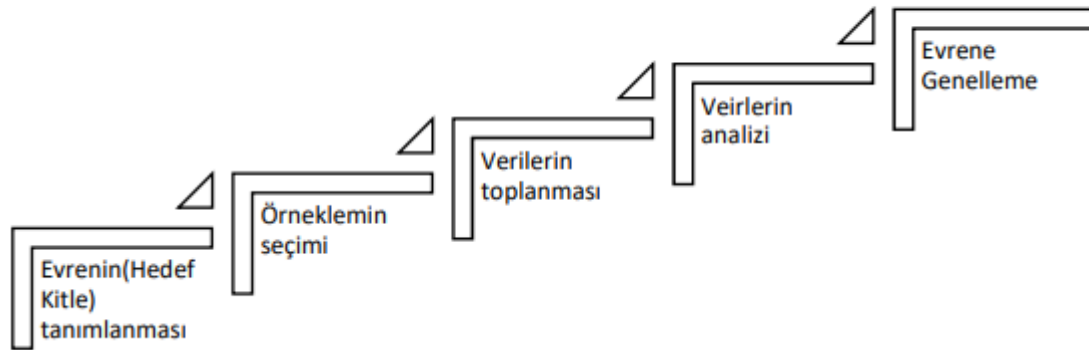 Evrenin(Hedef
Kitle)
tanımlanması
Örneklemin
seçimi
Verilerin
toplanması
Veirlerin
analizi
Evrene
Genelleme